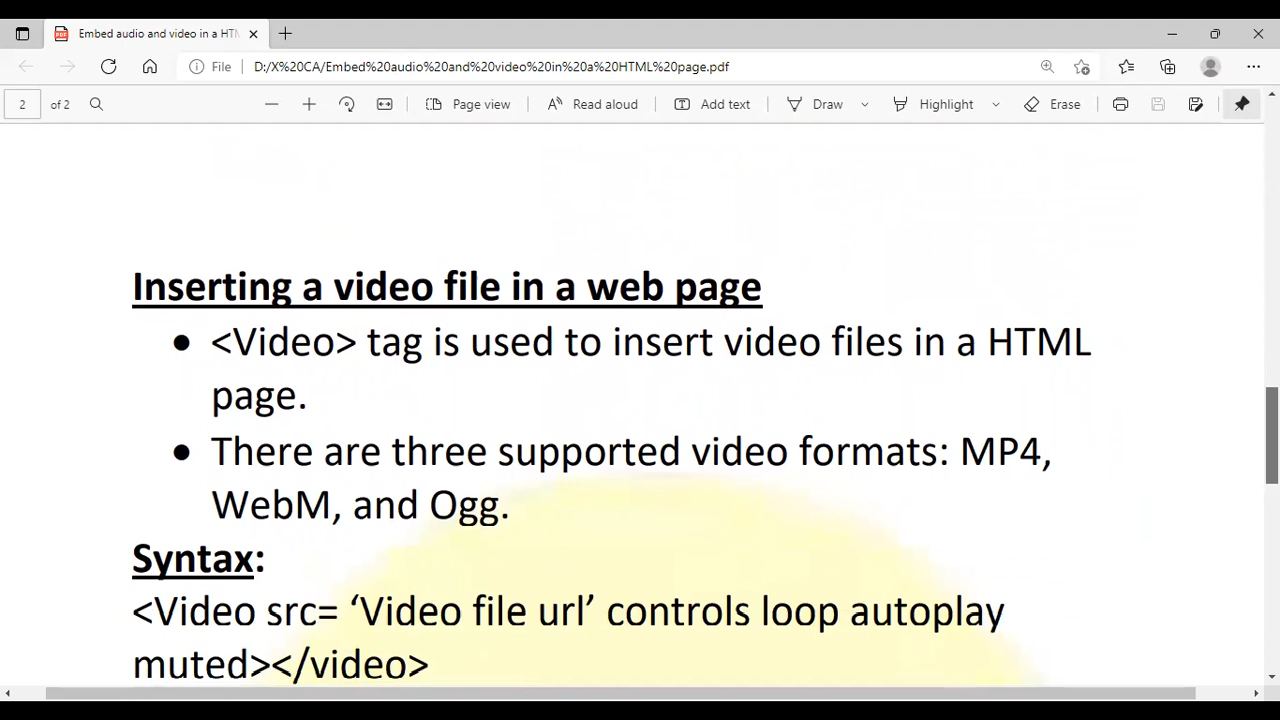 Embed audio and video in a HTM
File D:/X%20CA/Embed%20audio%20and%20video%20in%20a%20HTML%20page.pdf
2 of 2 Page view Read aloud Add text Draw Highlight Erase
Inserting a video file in a web page
• <Video> tag is used to insert video files in a HTML
page.
• There are three supported video formats: MP4,
WebM, and Ogg.
Syntax:
<Video src= ‘Video file url’ controls loop autoplay
muted></video>